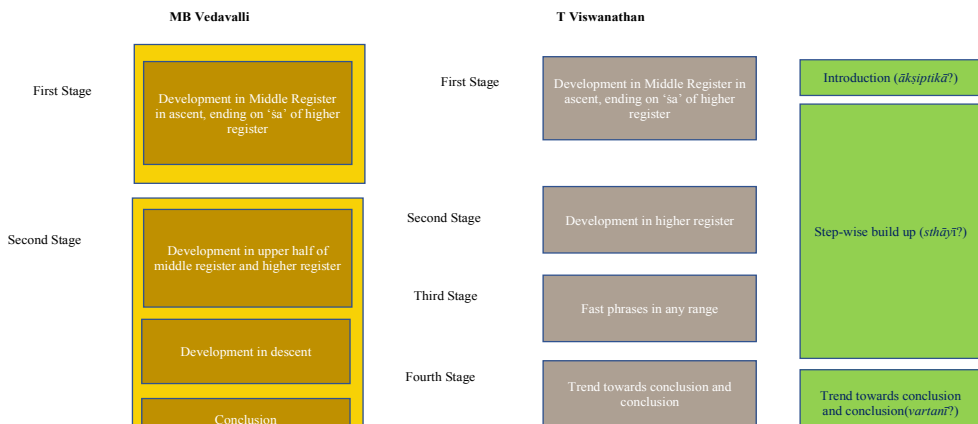 MB Vedavalli
T Viswanathan
First Stage
Development in Middle Register
in ascent, ending on ‘ṡa’ of higher
register
First Stage
Development in Middle Register in
ascent, ending on ‘ṡa’ of higher
register
Introduction (ākṣiptikā?)
Second Stage
Development in upper half of
middle register and higher register
Development in descent
Conclusion
Second Stage
Development in higher register
Third Stage
Fast phrases in any range
Fourth Stage
Trend towards conclusion and
conclusion
Step-wise build up (sthāyī?)
Trend towards conclusion
and conclusion(vartanī?)